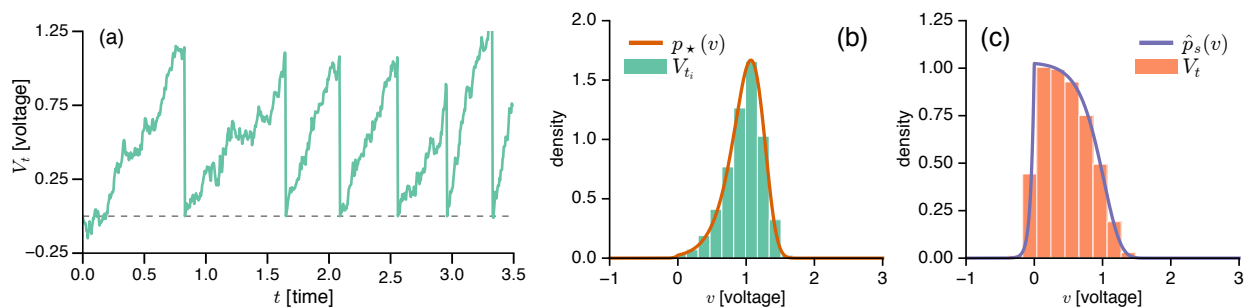 (a)
1.25
0.75
0.25
−0.25
V_t [voltage]
0.0 0.5 1.0 1.5 2.0 2.5 3.0 3.5
t [time]
(b)
p⋆(v)
V_{t_i}
2.0
1.5
1.0
0.5
0.0
density
−1 0 1 2 3
v [voltage]
(c)
p̂_s(v)
V_t
1.25
1.00
0.75
0.50
0.25
0.00
density
−1 0 1 2 3
v [voltage]